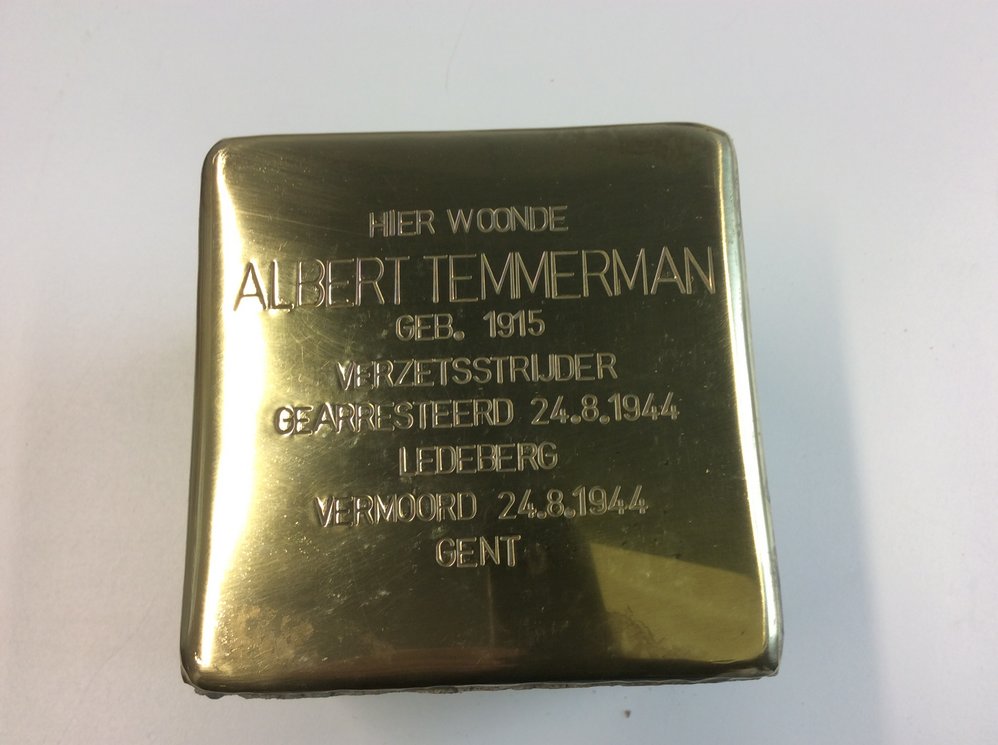 HIER WOONDE
ALBERT TEMMERMAN
GEB. 1915
VERZETSSTRIJDER
GEARRESTEERD 24.8.1944
LEDEBERG
VERMOORD 24.8.1944
GENT